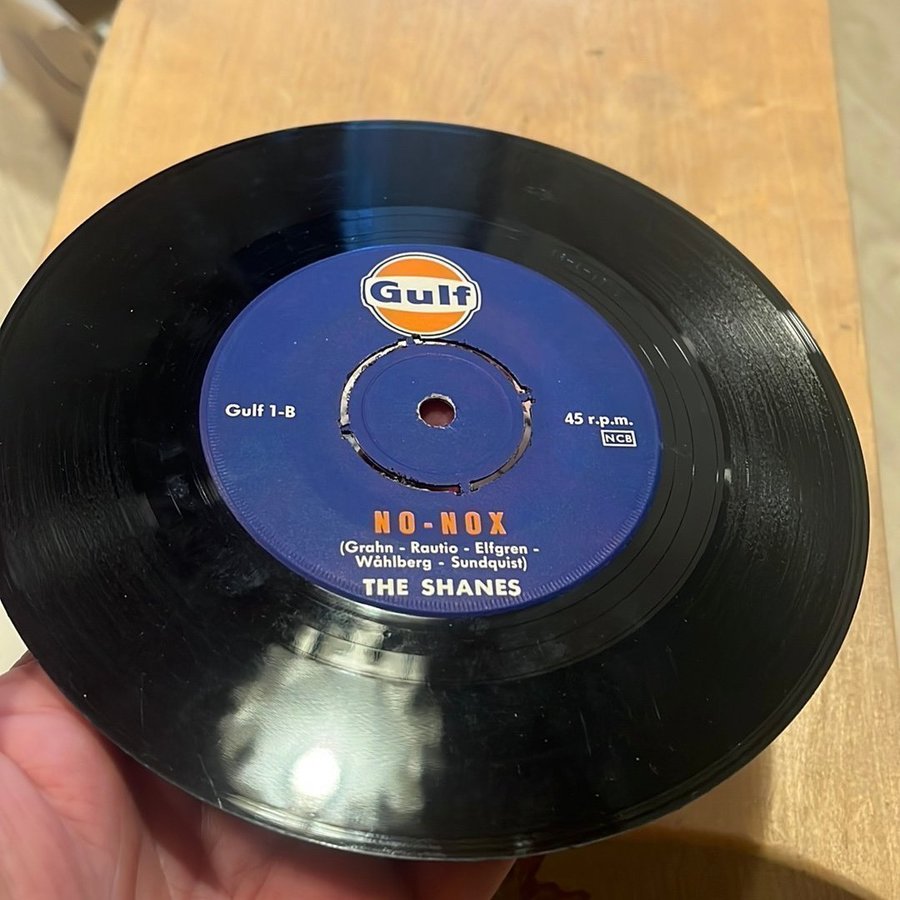 Gulf
Gulf 1-B
45 r.p.m.
NCB
NO-NOX
(Grahn - Rautio - Elfgren -
Wåhlberg - Sundquist)
THE SHANES